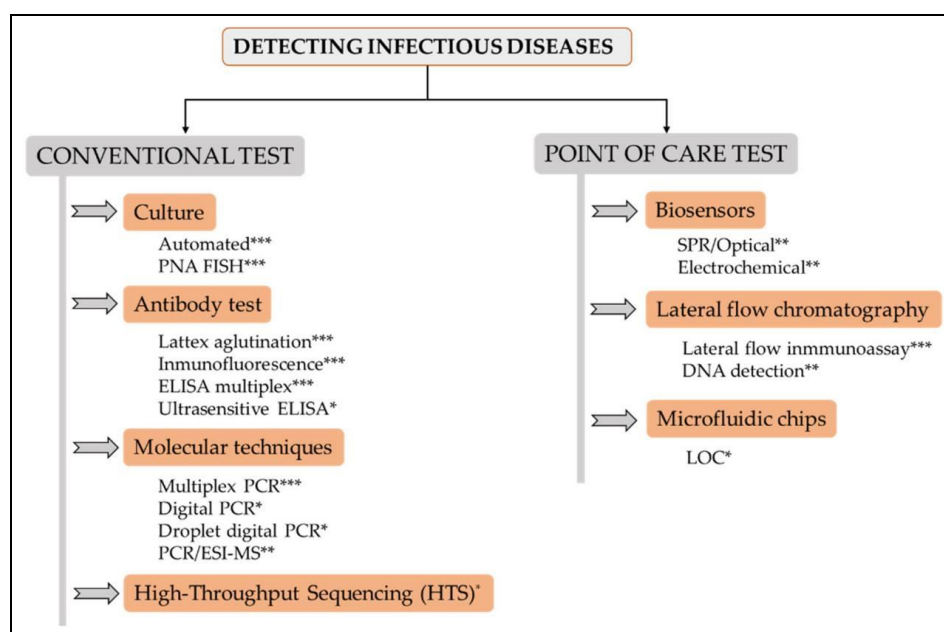 DETECTING INFECTIOUS DISEASES
CONVENTIONAL TEST
Culture
Automated***
PNA FISH***
Antibody test
Lattex aglutination***
Inmunofluorescence***
ELISA multiplex***
Ultrasensitive ELISA*
Molecular techniques
Multiplex PCR***
Digital PCR*
Droplet digital PCR*
PCR/ESI-MS**
High-Throughput Sequencing (HTS)*
POINT OF CARE TEST
Biosensors
SPR/Optical**
Electrochemical**
Lateral flow chromatography
Lateral flow inmmunoassay***
DNA detection**
Microfluidic chips
LOC*